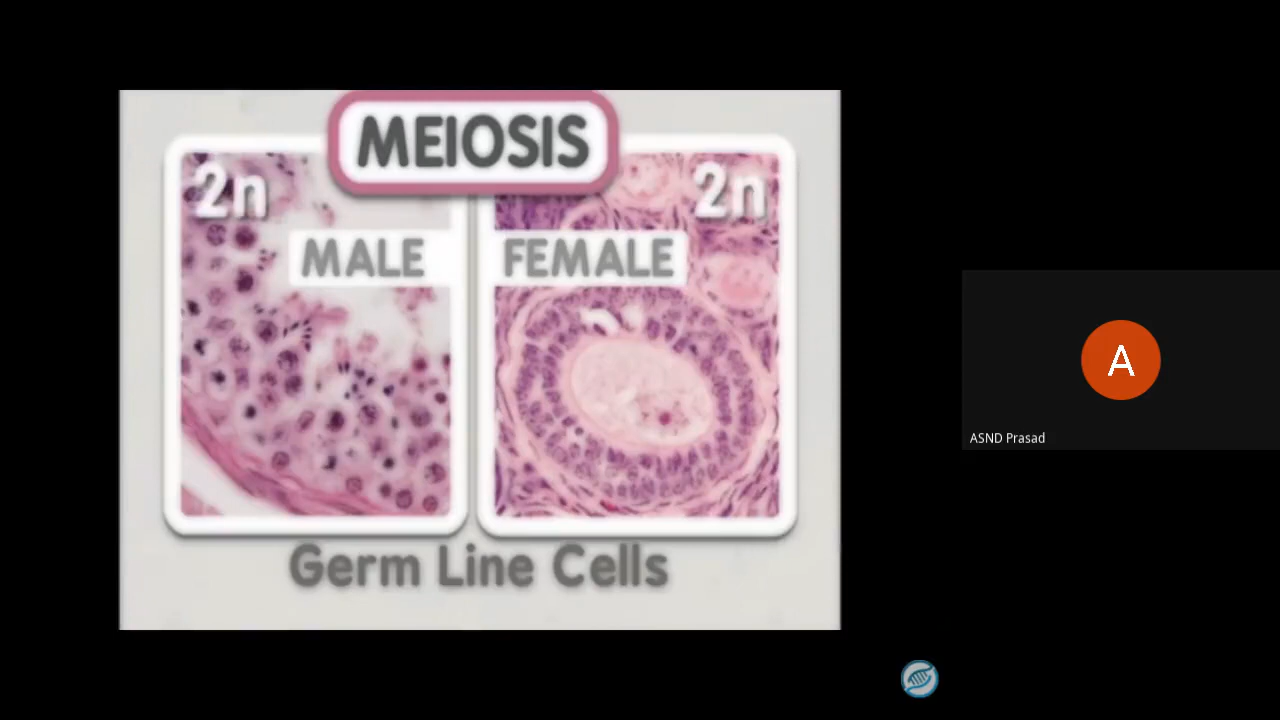 MEIOSIS
2n
2n
MALE
FEMALE
Germ Line Cells
A
ASND Prasad